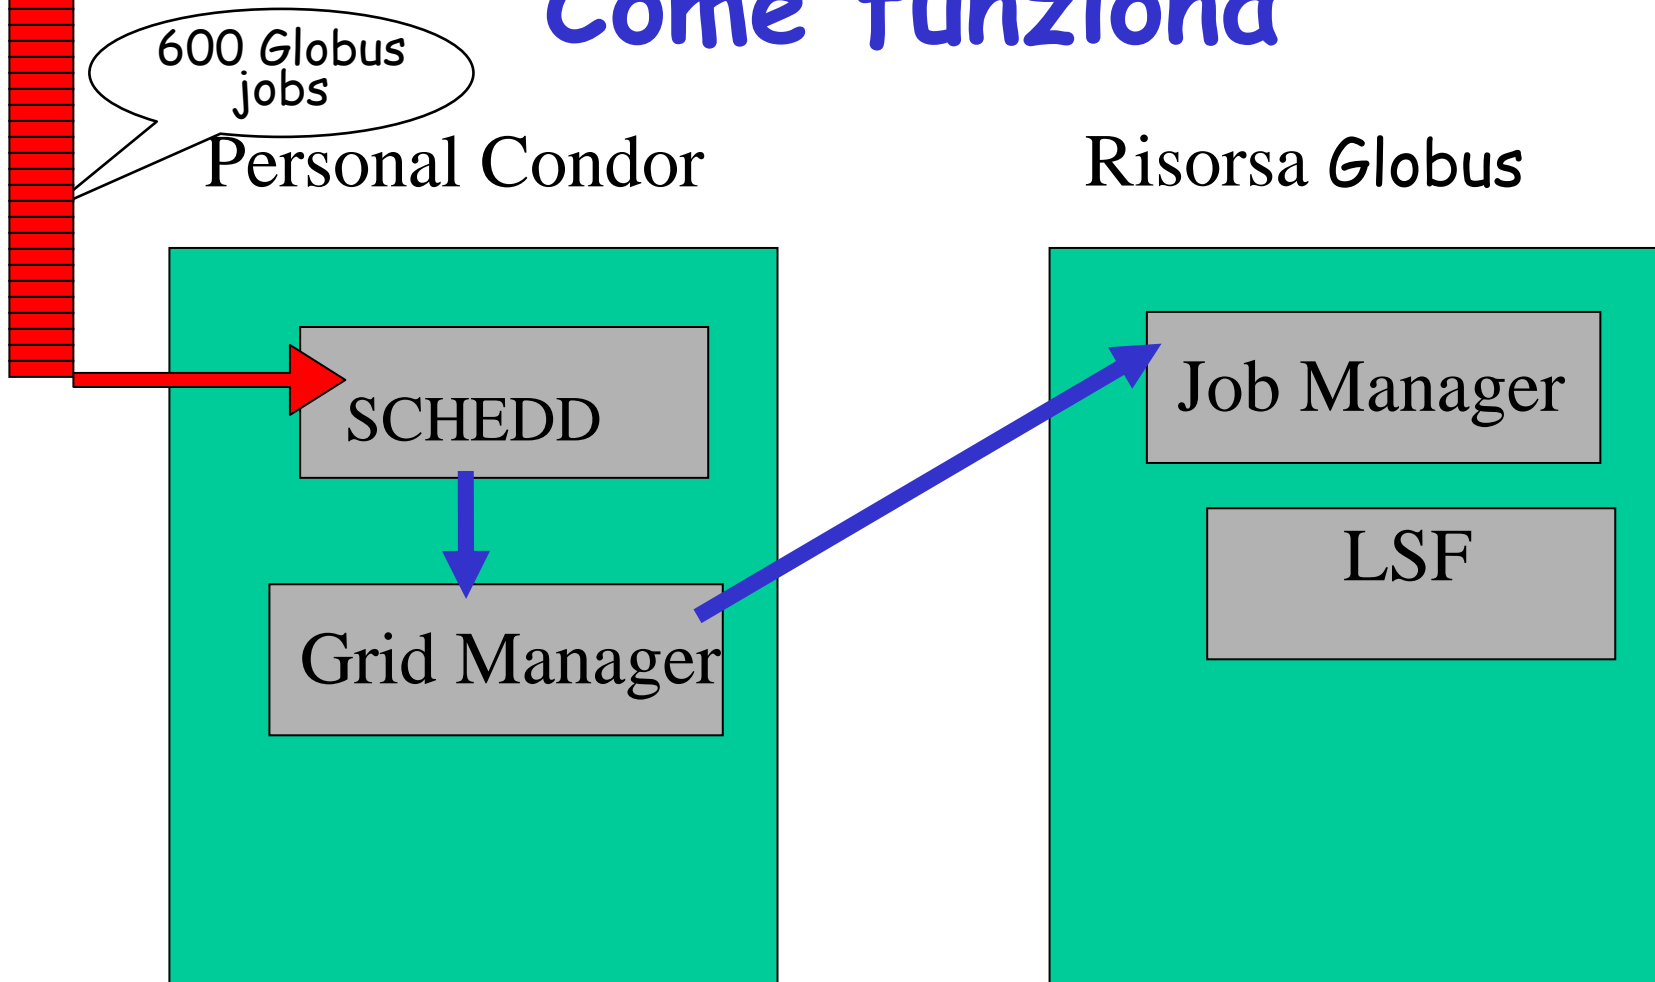 Come funziona
600 Globus
jobs
Personal Condor
Risorsa Globus
SCHEDD
Job Manager
LSF
Grid Manager